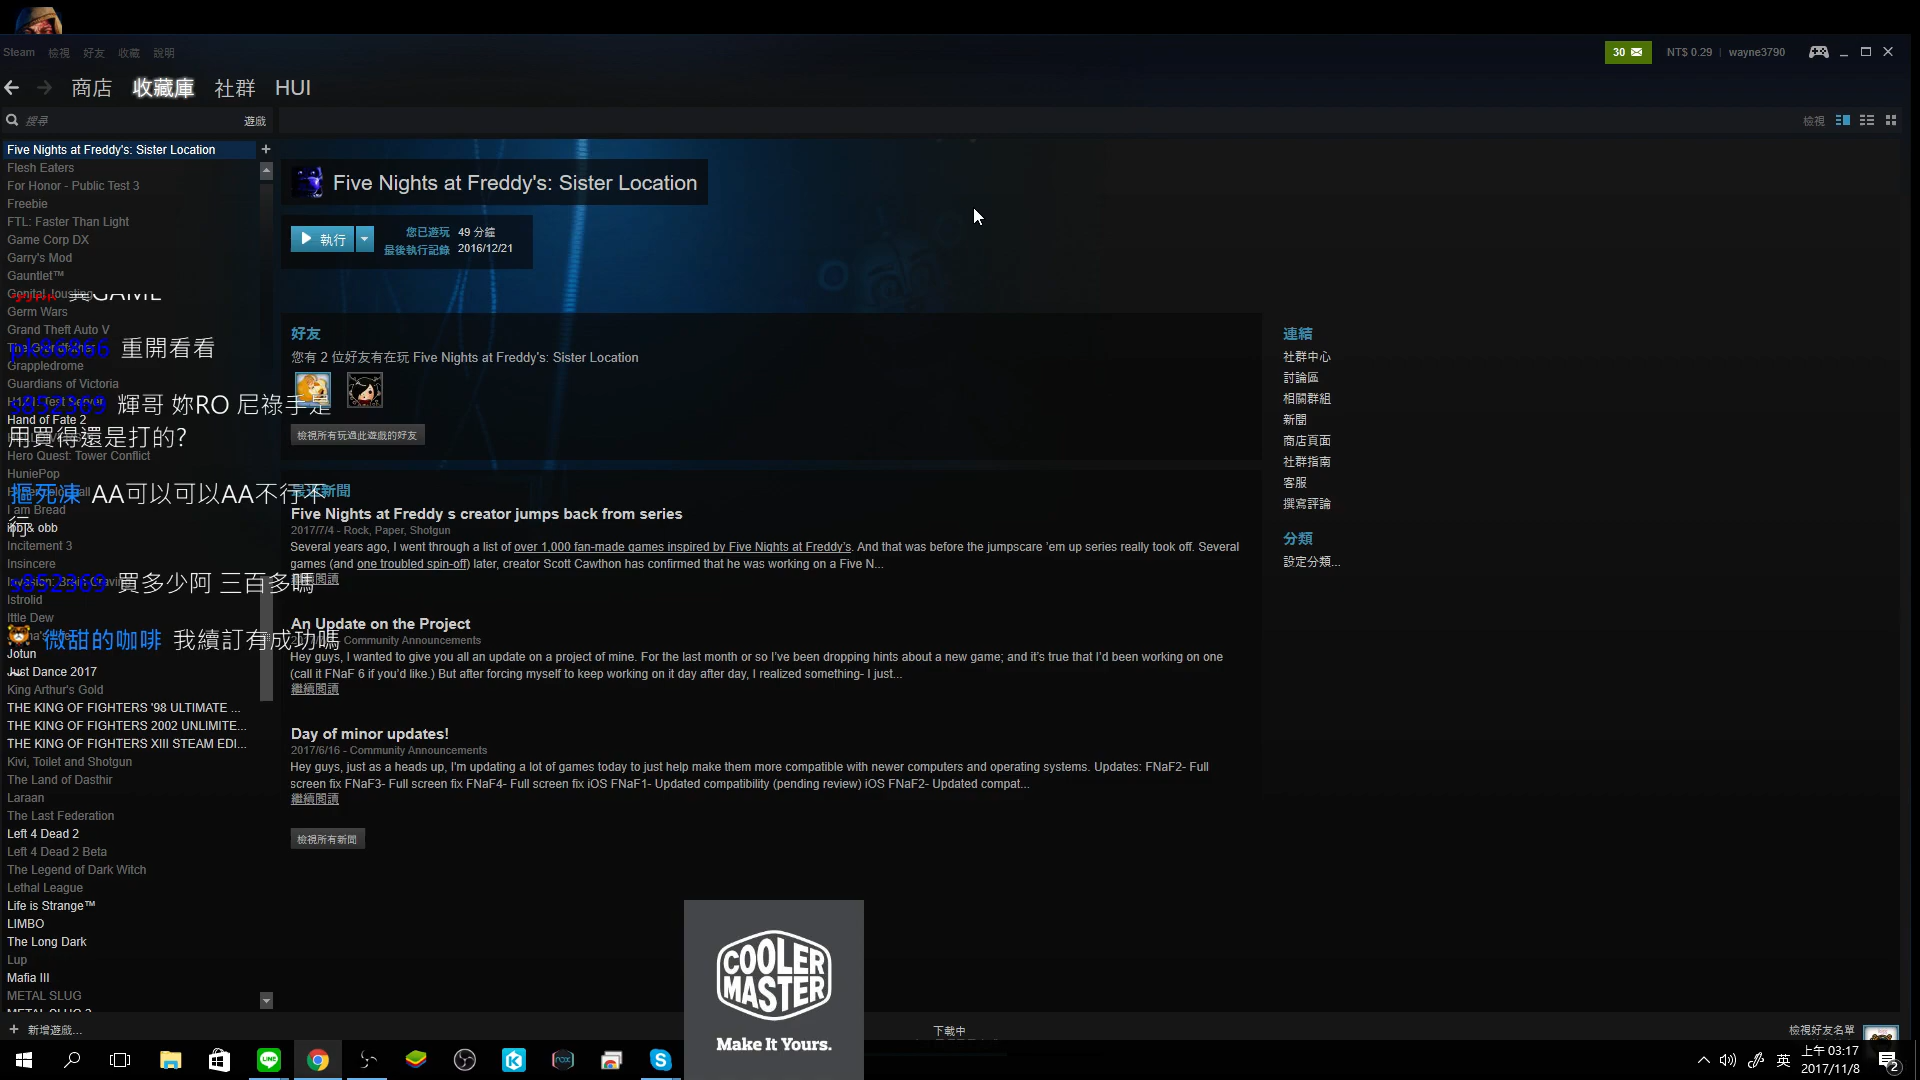 Steam 檢視 好友 收藏 說明
30
NT$ 0.29 | wayne3790
商店 收藏庫 社群 HUI
搜尋 遊戲
檢視
Five Nights at Freddy's: Sister Location
Flesh Eaters
For Honor - Public Test 3
Freebie
FTL: Faster Than Light
Game Corp DX
Garry's Mod
Gauntlet™
Genital Jousting
Germ Wars
Grand Theft Auto V
Grappledrome
Guardians of Victoria
Hand of Fate 2
Hero Quest: Tower Conflict
HuniePop
I am Bread
ibb & obb
Incitement 3
Insincere
Istrolid
Ittle Dew
Jotun
Just Dance 2017
King Arthur's Gold
THE KING OF FIGHTERS '98 ULTIMATE ...
THE KING OF FIGHTERS 2002 UNLIMITE...
THE KING OF FIGHTERS XIII STEAM EDI...
Kivi, Toilet and Shotgun
The Land of Dasthir
Laraan
The Last Federation
Left 4 Dead 2
Left 4 Dead 2 Beta
The Legend of Dark Witch
Lethal League
Life is Strange™
LIMBO
The Long Dark
Lup
Mafia III
METAL SLUG
新增遊戲...
GAME
pk86866 重開看看
s852369 輝哥 妳RO 尼祿手是
用買得還是打的?
摳死凍 AA可以可以AA不行不
行
s852369 買多少阿 三百多嗎
微甜的咖啡 我續訂有成功嗎
Five Nights at Freddy's: Sister Location
執行
您已遊玩 49 分鐘
最後執行記錄 2016/12/21
好友
您有 2 位好友有在玩 Five Nights at Freddy's: Sister Location
檢視所有玩過此遊戲的好友
最近新聞
Five Nights at Freddy s creator jumps back from series
2017/7/4 - Rock, Paper, Shotgun
Several years ago, I went through a list of over 1,000 fan-made games inspired by Five Nights at Freddy's. And that was before the jumpscare 'em up series really took off. Several
games (and one troubled spin-off) later, creator Scott Cawthon has confirmed that he was working on a Five N...
繼續閱讀
An Update on the Project
Community Announcements
Hey guys, I wanted to give you all an update on a project of mine. For the last month or so I've been dropping hints about a new game; and it's true that I'd been working on one
(call it FNaF 6 if you'd like.) But after forcing myself to keep working on it day after day, I realized something- I just...
繼續閱讀
Day of minor updates!
2017/6/16 - Community Announcements
Hey guys, just as a heads up, I'm updating a lot of games today to just help make them more compatible with newer computers and operating systems. Updates: FNaF2- Full
screen fix FNaF3- Full screen fix FNaF4- Full screen fix iOS FNaF1- Updated compatibility (pending review) iOS FNaF2- Updated compat...
繼續閱讀
檢視所有新聞
連結
社群中心
討論區
相關群組
新聞
商店頁面
社群指南
客服
撰寫評論
分類
設定分類...
COOLER
MASTER
Make It Yours.
下載中
檢視好友名單
LINE
英
上午 03:17
2017/11/8
2